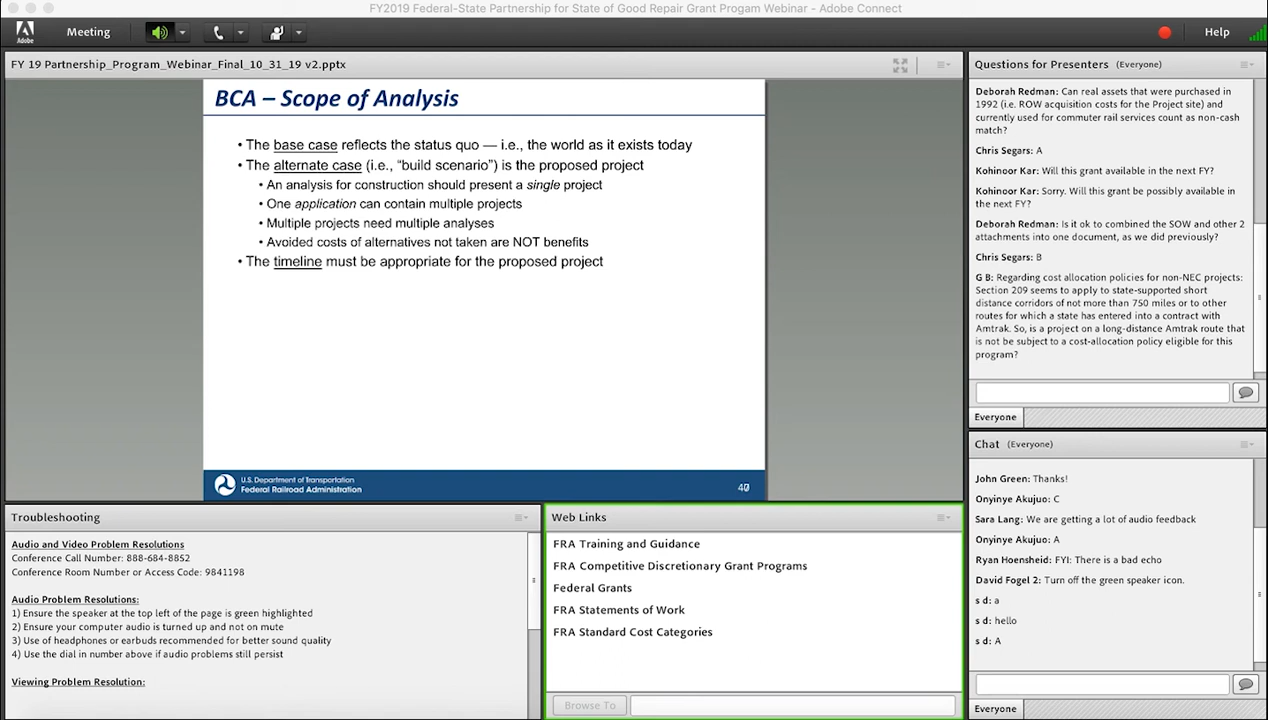 FY2019 Federal-State Partnership for State of Good Repair Grant Progam Webinar - Adobe Connect
Adobe
Meeting
Help
FY 19 Partnership_Program_Webinar_Final_10_31_19 v2.pptx
BCA – Scope of Analysis
• The base case reflects the status quo — i.e., the world as it exists today
• The alternate case (i.e., “build scenario”) is the proposed project
• An analysis for construction should present a single project
• One application can contain multiple projects
• Multiple projects need multiple analyses
• Avoided costs of alternatives not taken are NOT benefits
• The timeline must be appropriate for the proposed project
U.S. Department of Transportation
Federal Railroad Administration
Questions for Presenters (Everyone)
Deborah Redman: Can real assets that were purchased in
1992 (i.e. ROW acquisition costs for the Project site) and
currently used for commuter rail services count as non-cash
match?
Chris Segars: A
Kohinoor Kar: Will this grant available in the next FY?
Kohinoor Kar: Sorry. Will this grant be possibly available in
the next FY?
Deborah Redman: Is it ok to combined the SOW and other 2
attachments into one document, as we did previously?
Chris Segars: B
G B: Regarding cost allocation policies for non-NEC projects:
Section 209 seems to apply to state-supported short
distance corridors of not more than 750 miles or to other
routes for which a state has entered into a contract with
Amtrak. So, is a project on a long-distance Amtrak route that
is not be subject to a cost-allocation policy eligible for this
program?
Everyone
Chat (Everyone)
John Green: Thanks!
Onyinye Akujuo: C
Sara Lang: We are getting a lot of audio feedback
Onyinye Akujuo: A
Ryan Hoensheid: FYI: There is a bad echo
David Fogel 2: Turn off the green speaker icon.
s d: a
s d: hello
s d: A
Everyone
Troubleshooting
Audio and Video Problem Resolutions
Conference Call Number: 888-684-8852
Conference Room Number or Access Code: 9841198
Audio Problem Resolutions:
1) Ensure the speaker at the top left of the page is green highlighted
2) Ensure your computer audio is turned up and not on mute
3) Use of headphones or earbuds recommended for better sound quality
4) Use the dial in number above if audio problems still persist
Viewing Problem Resolution:
Web Links
FRA Training and Guidance
FRA Competitive Discretionary Grant Programs
Federal Grants
FRA Statements of Work
FRA Standard Cost Categories
Browse To